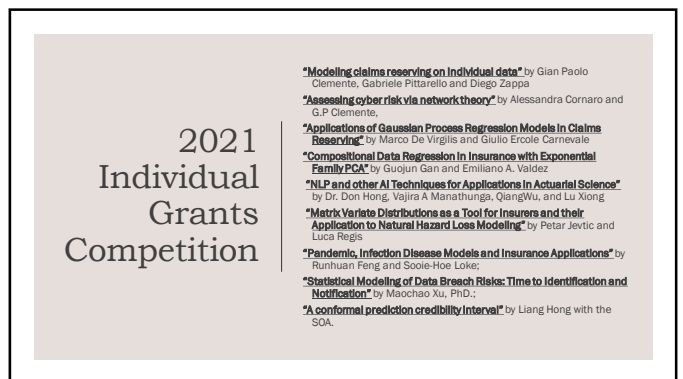 2021
Individual
Grants
Competition
“Modeling claims reserving on Individual data” by Gian Paolo
Clemente, Gabriele Pittarello and Diego Zappa
“Assessing cyber risk via network theory” by Alessandra Cornaro and
G.P Clemente,
“Applications of Gaussian Process Regression Models in Claims
Reserving” by Marco De Virgilis and Giulio Ercole Carnevale
“Compositional Data Regression in Insurance with Exponential
Family PCA” by Guojun Gan and Emiliano A. Valdez
“NLP and other AI Techniques for Applications in Actuarial Science”
by Dr. Don Hong, Vajira A Manathunga, QiangWu, and Lu Xiong
“Matrix Variate Distributions as a Tool for Insurers and their
Application to Natural Hazard Loss Modeling” by Petar Jevtic and
Luca Regis
“Pandemic, Infection Disease Models and Insurance Applications” by
Runhuan Feng and Sooie-Hoe Loke;
“Statistical Modeling of Data Breach Risks: Time to Identification and
Notification” by Maochao Xu, PhD.;
“A conformal prediction credibility interval” by Liang Hong with the
SOA.